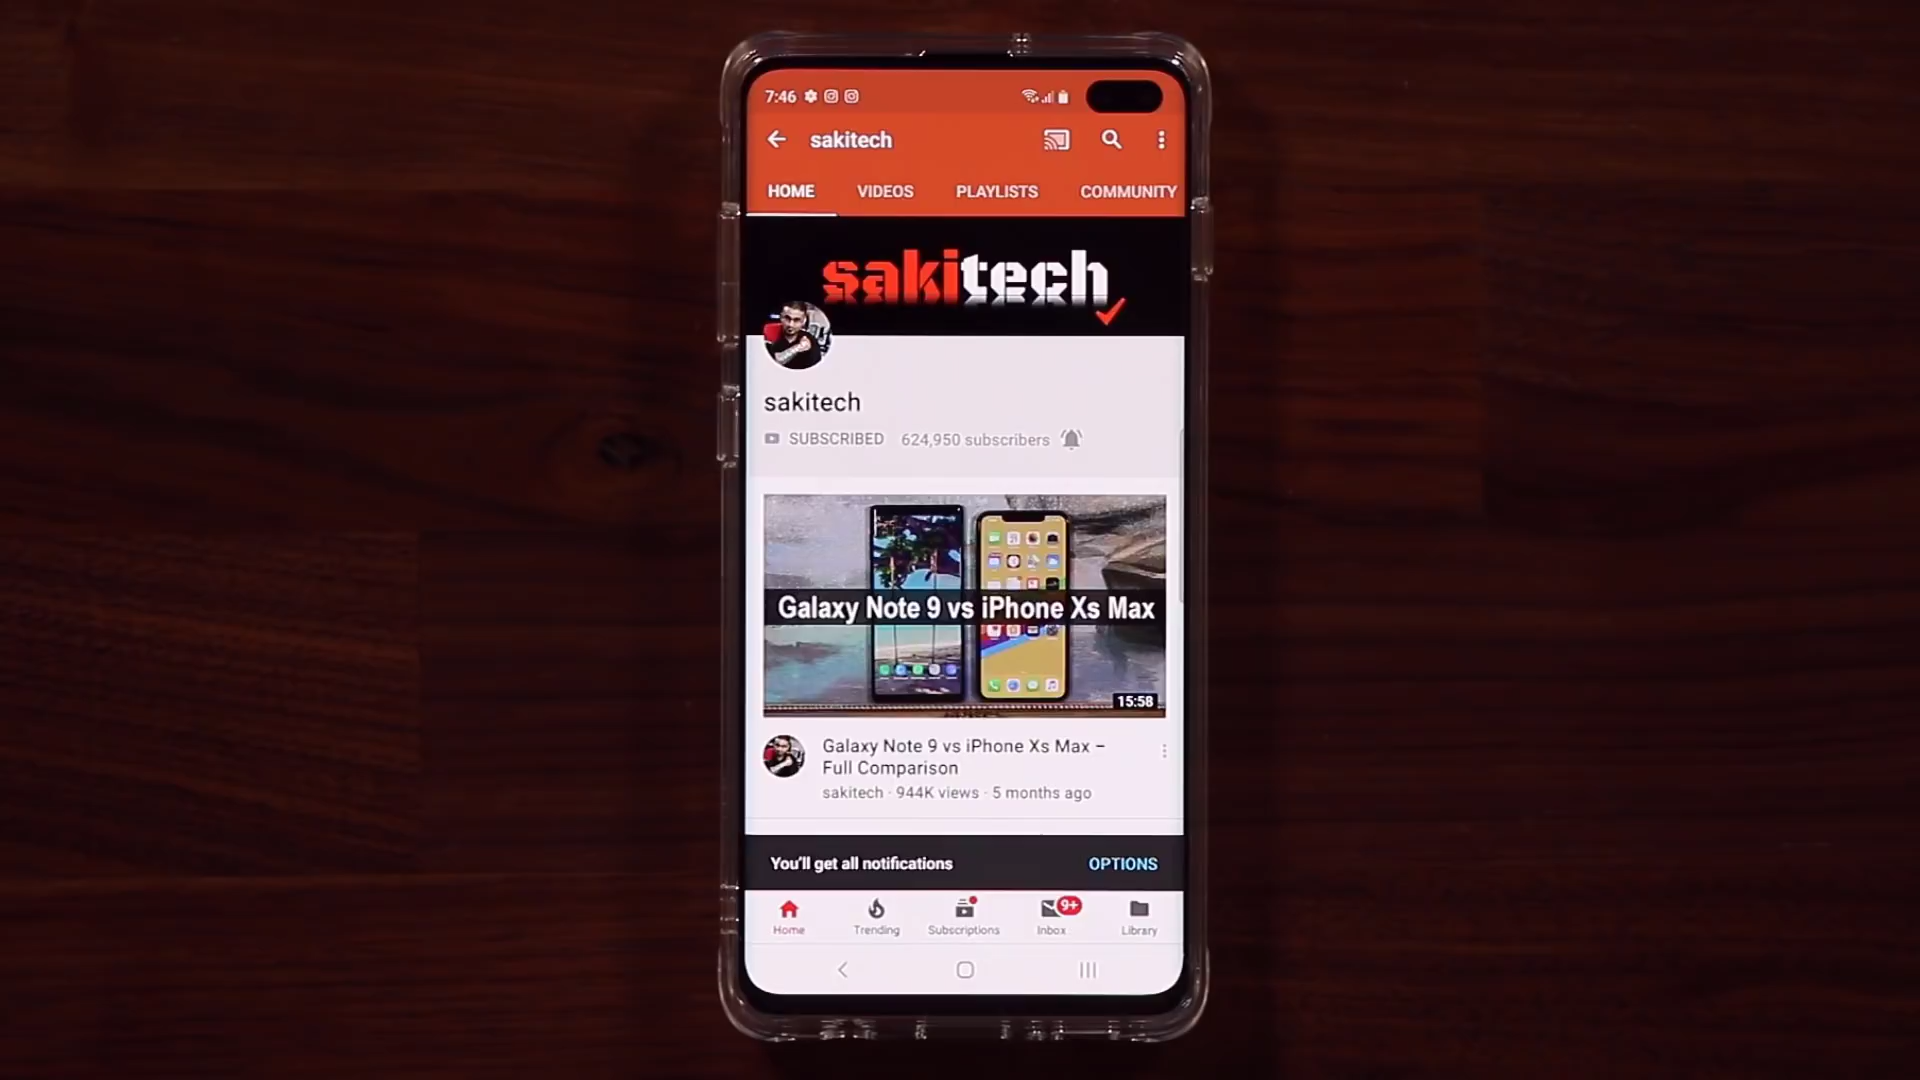 7:46
sakitech
HOME VIDEOS PLAYLISTS COMMUNITY
sakitech
sakitech
SUBSCRIBED 624,950 subscribers
Galaxy Note 9 vs iPhone Xs Max
15:58
Galaxy Note 9 vs iPhone Xs Max –
Full Comparison
sakitech · 944K views · 5 months ago
You'll get all notifications OPTIONS
9+
Home Trending Subscriptions Inbox Library